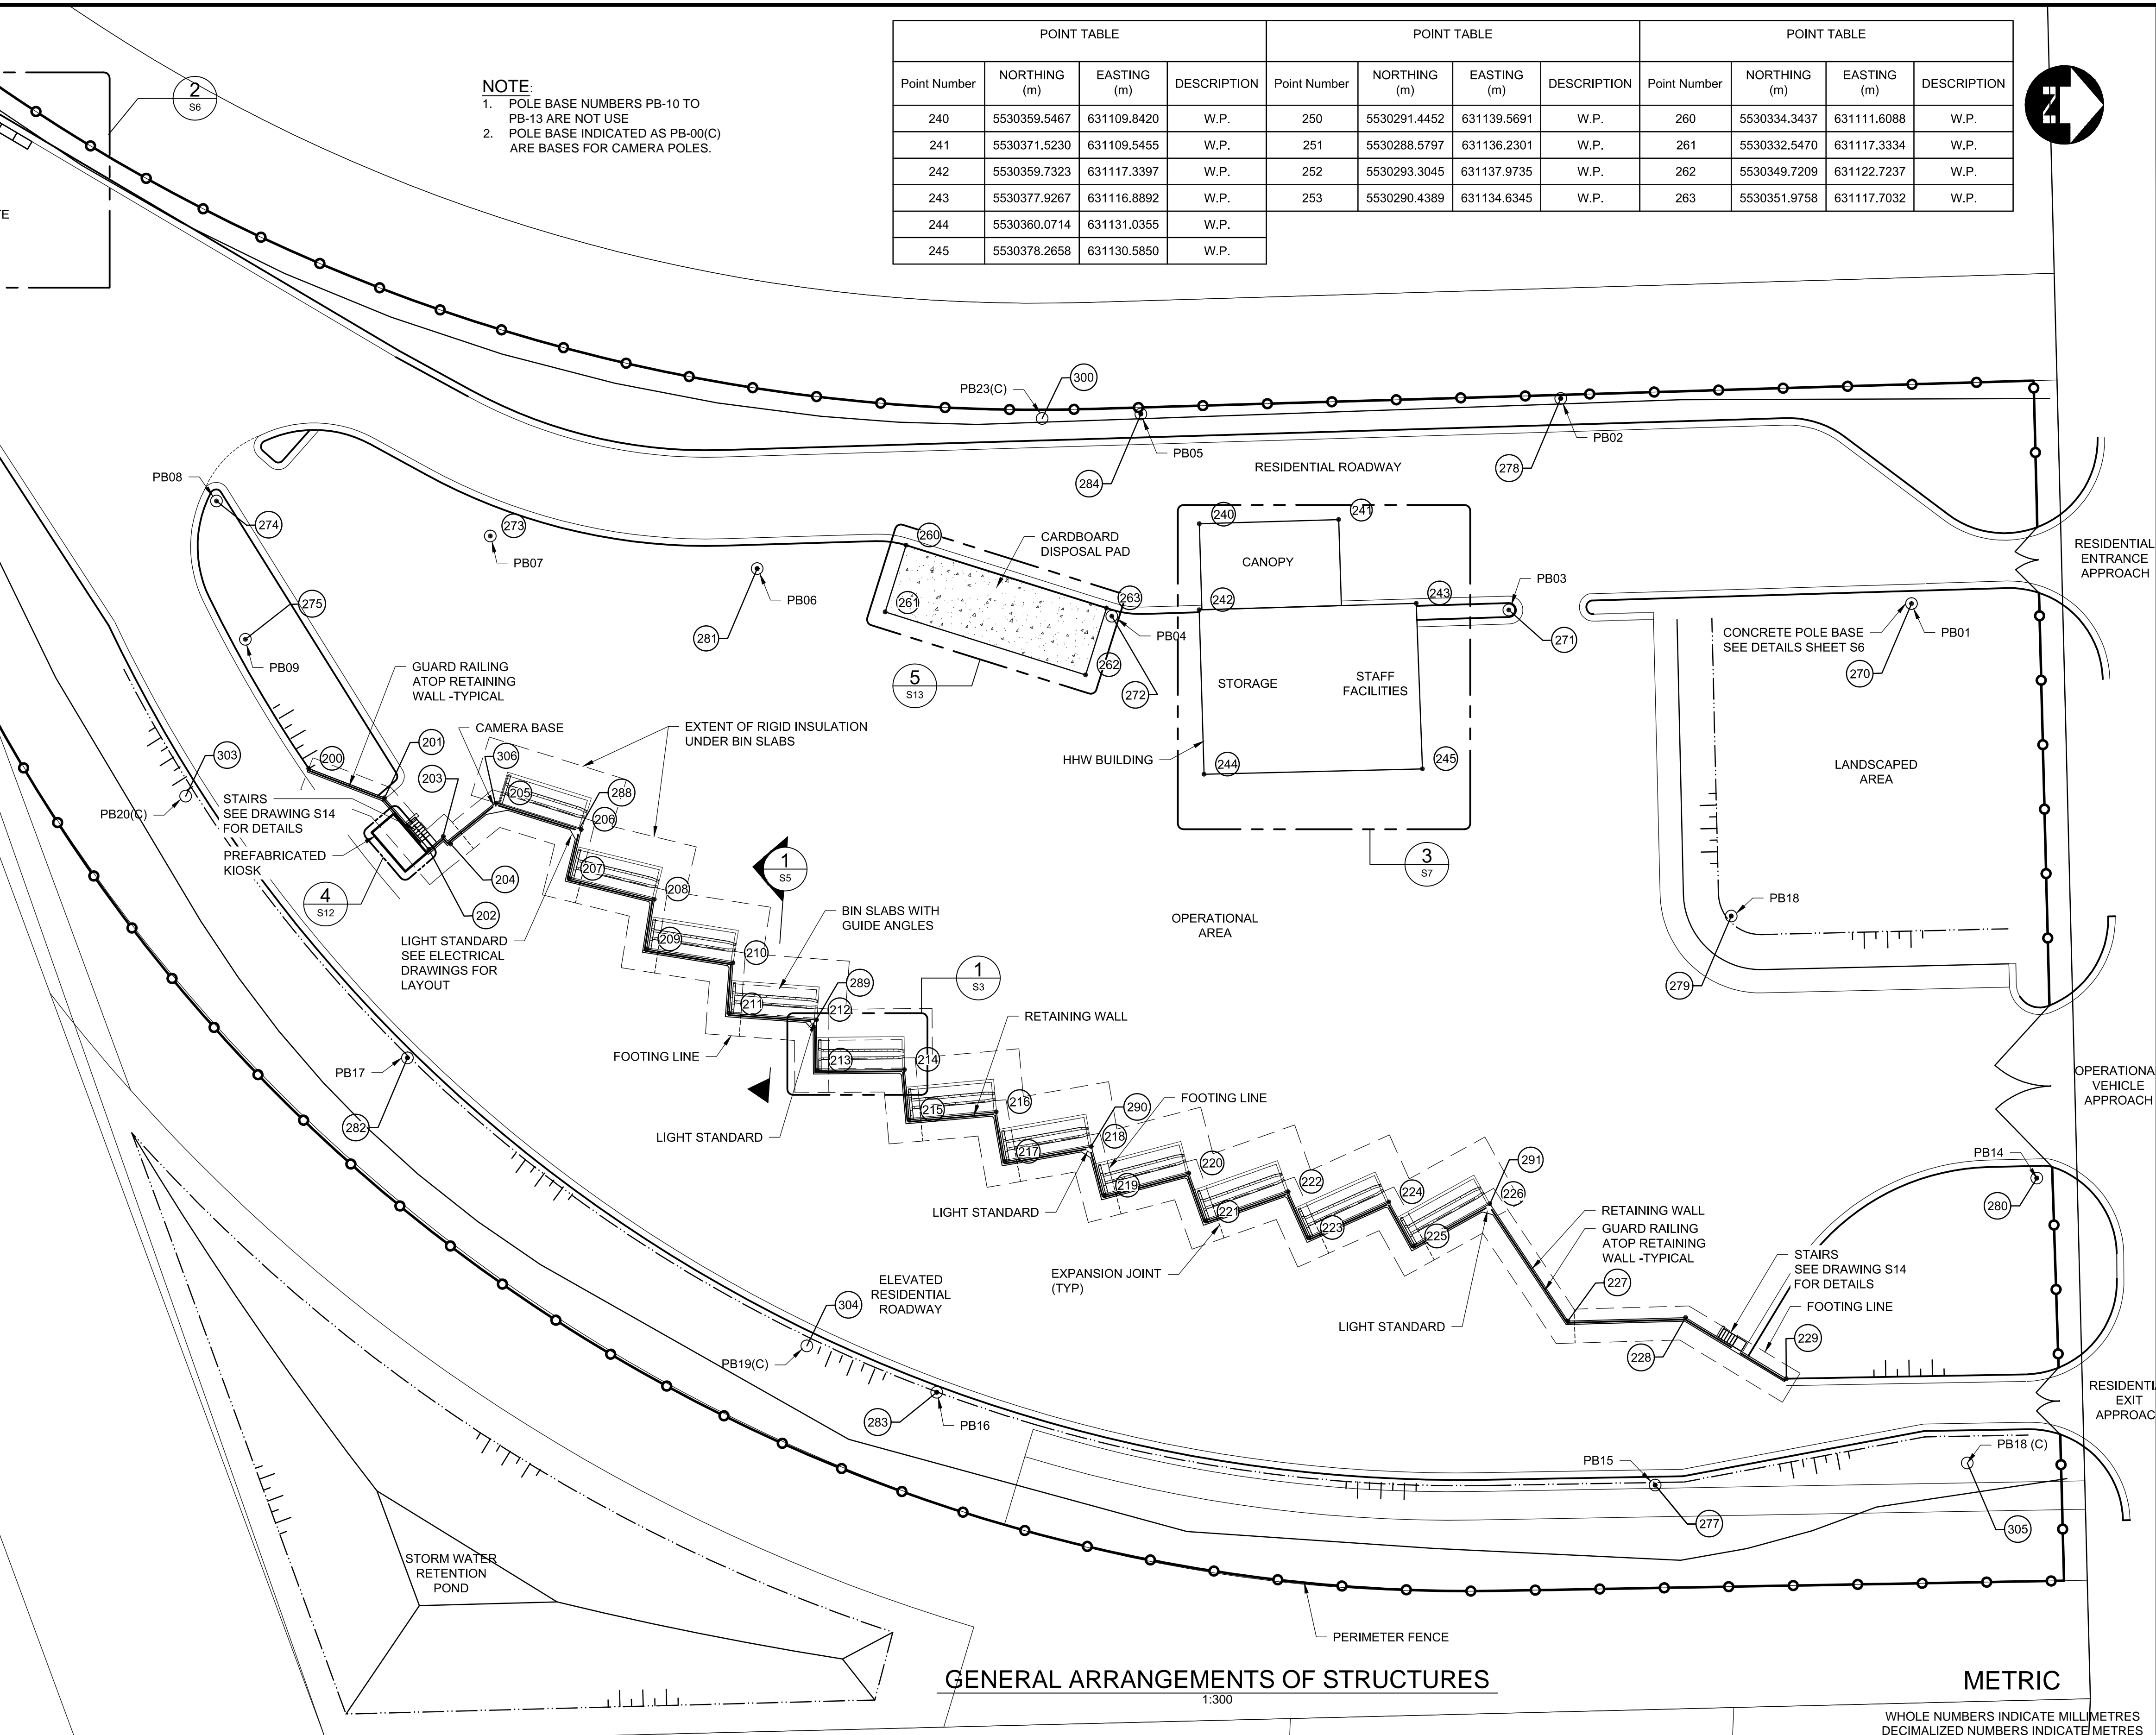 POINT TABLE
POINT TABLE
POINT TABLE
Point Number NORTHING (m) EASTING (m) DESCRIPTION Point Number NORTHING (m) EASTING (m) DESCRIPTION Point Number NORTHING (m) EASTING (m) DESCRIPTION
240 5530359.5467 631109.8420 W.P. 250 5530291.4452 631139.5691 W.P. 260 5530334.3437 631111.6088 W.P.
241 5530371.5230 631109.5455 W.P. 251 5530288.5797 631136.2301 W.P. 261 5530332.5470 631117.3334 W.P.
242 5530359.7323 631117.3397 W.P. 252 5530293.3045 631137.9735 W.P. 262 5530349.7209 631122.7237 W.P.
243 5530377.9267 631116.8892 W.P. 253 5530290.4389 631134.6345 W.P. 263 5530351.9758 631117.7032 W.P.
244 5530360.0714 631131.0355 W.P.
245 5530378.2658 631130.5850 W.P.
N
2
S6
TE
NOTE:
1. POLE BASE NUMBERS PB-10 TO
PB-13 ARE NOT USE
2. POLE BASE INDICATED AS PB-00(C)
ARE BASES FOR CAMERA POLES.
PB23(C)
300
PB05
284
PB02
278
RESIDENTIAL ROADWAY
PB08
274
273
PB07
281
PB06
275
PB09
260
261
262
263
CARDBOARD
DISPOSAL PAD
PB04
272
5
S13
240
241
CANOPY
242
243
PB03
271
STORAGE
STAFF
FACILITIES
HHW BUILDING
244
245
3
S7
RESIDENTIAL
ENTRANCE
APPROACH
CONCRETE POLE BASE
SEE DETAILS SHEET S6
PB01
270
LANDSCAPED
AREA
PB18
279
GUARD RAILING
ATOP RETAINING
WALL -TYPICAL
CAMERA BASE
EXTENT OF RIGID INSULATION
UNDER BIN SLABS
303
PB20(C)
200
201
203
306
205
288
206
STAIRS
SEE DRAWING S14
FOR DETAILS
PREFABRICATED
KIOSK
4
S12
204
202
207
208
1
S5
LIGHT STANDARD
SEE ELECTRICAL
DRAWINGS FOR
LAYOUT
209
210
BIN SLABS WITH
GUIDE ANGLES
OPERATIONAL
AREA
1
S3
289
211
212
RETAINING WALL
FOOTING LINE
213
214
PB17
282
LIGHT STANDARD
215
216
290
FOOTING LINE
217
218
219
220
LIGHT STANDARD
221
222
223
224
225
226
291
EXPANSION JOINT
(TYP)
OPERATIONA
VEHICLE
APPROACH
PB14
280
RETAINING WALL
GUARD RAILING
ATOP RETAINING
WALL -TYPICAL
STAIRS
SEE DRAWING S14
FOR DETAILS
FOOTING LINE
227
228
229
LIGHT STANDARD
ELEVATED
RESIDENTIAL
ROADWAY
304
PB19(C)
283
PB16
RESIDENTI
EXIT
APPROAC
PB15
277
PB18 (C)
305
STORM WATER
RETENTION
POND
PERIMETER FENCE
GENERAL ARRANGEMENTS OF STRUCTURES
1:300
METRIC
WHOLE NUMBERS INDICATE MILLIMETRES
DECIMALIZED NUMBERS INDICATE METRES